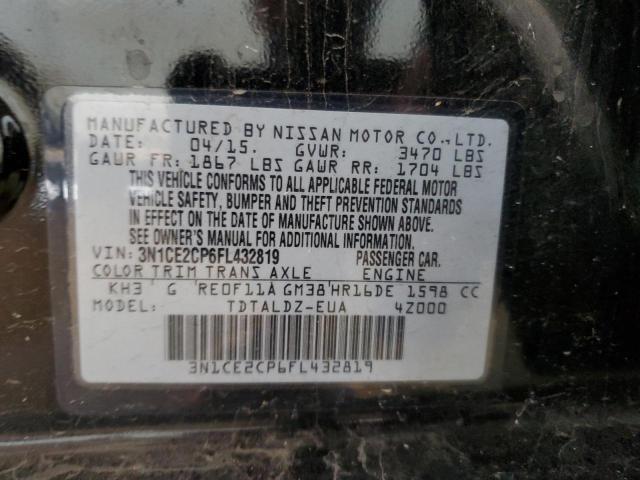 MANUFACTURED BY NISSAN MOTOR CO.,LTD.
DATE: 04/15. GVWR: 3470 LBS
GAWR FR: 1867 LBS GAWR RR: 1704 LBS
THIS VEHICLE CONFORMS TO ALL APPLICABLE FEDERAL MOTOR
VEHICLE SAFETY, BUMPER AND THEFT PREVENTION STANDARDS
IN EFFECT ON THE DATE OF MANUFACTURE SHOWN ABOVE.
SEE OWNER'S MANUAL FOR ADDITIONAL INFORMATION.
VIN: 3N1CE2CP6FL432819 PASSENGER CAR.
COLOR TRIM TRANS AXLE ENGINE
KH3 G RE0F11A GM38 HR16DE 1598 CC
TDTALDZ-EUA 4Z000
3N1CE2CP6FL432819